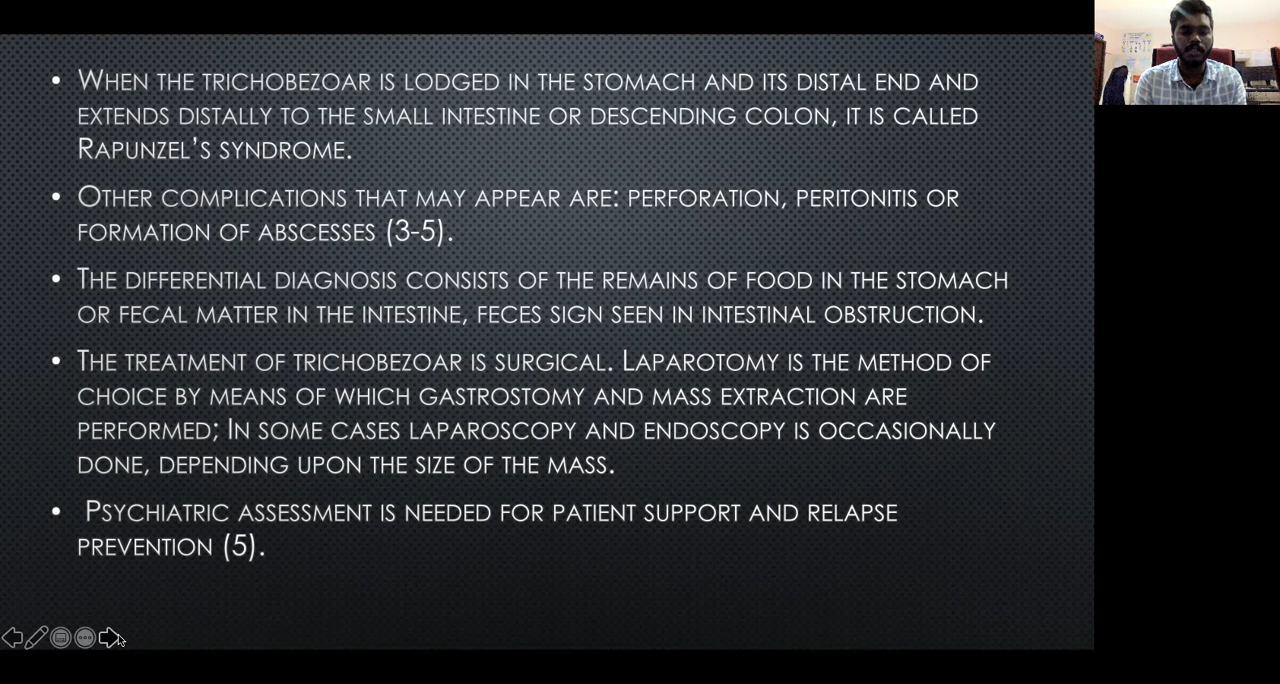 • When the trichobezoar is lodged in the stomach and its distal end and
extends distally to the small intestine or descending colon, it is called
Rapunzel's syndrome.
• Other complications that may appear are: perforation, peritonitis or
formation of abscesses (3-5).
• The differential diagnosis consists of the remains of food in the stomach
or fecal matter in the intestine, feces sign seen in intestinal obstruction.
• The treatment of trichobezoar is surgical. Laparotomy is the method of
choice by means of which gastrostomy and mass extraction are
performed; In some cases laparoscopy and endoscopy is occasionally
done, depending upon the size of the mass.
• Psychiatric assessment is needed for patient support and relapse
prevention (5).